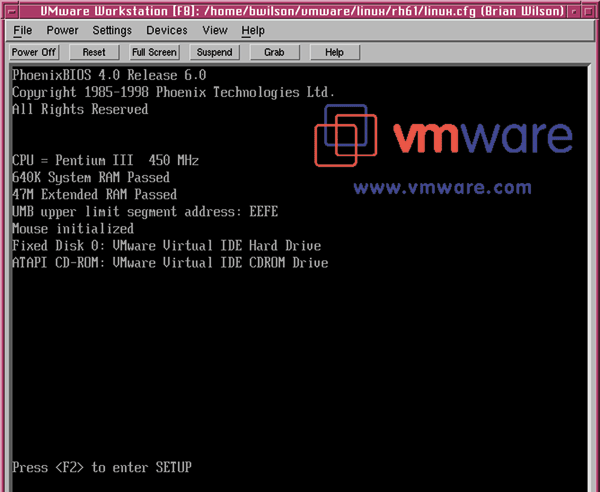 VMware Workstation [F8]: /home/bwilson/vmware/linux/rh61/linux.cfg (Brian Wilson)
File Power Settings Devices View Help
Power Off Reset Full Screen Suspend Grab Help
PhoenixBIOS 4.0 Release 6.0
Copyright 1985-1998 Phoenix Technologies Ltd.
All Rights Reserved
vmware
www.vmware.com
CPU = Pentium III 450 MHz
640K System RAM Passed
47M Extended RAM Passed
UMB upper limit segment address: EEFE
Mouse initialized
Fixed Disk 0: VMware Virtual IDE Hard Drive
ATAPI CD-ROM: VMware Virtual IDE CDROM Drive
Press <F2> to enter SETUP